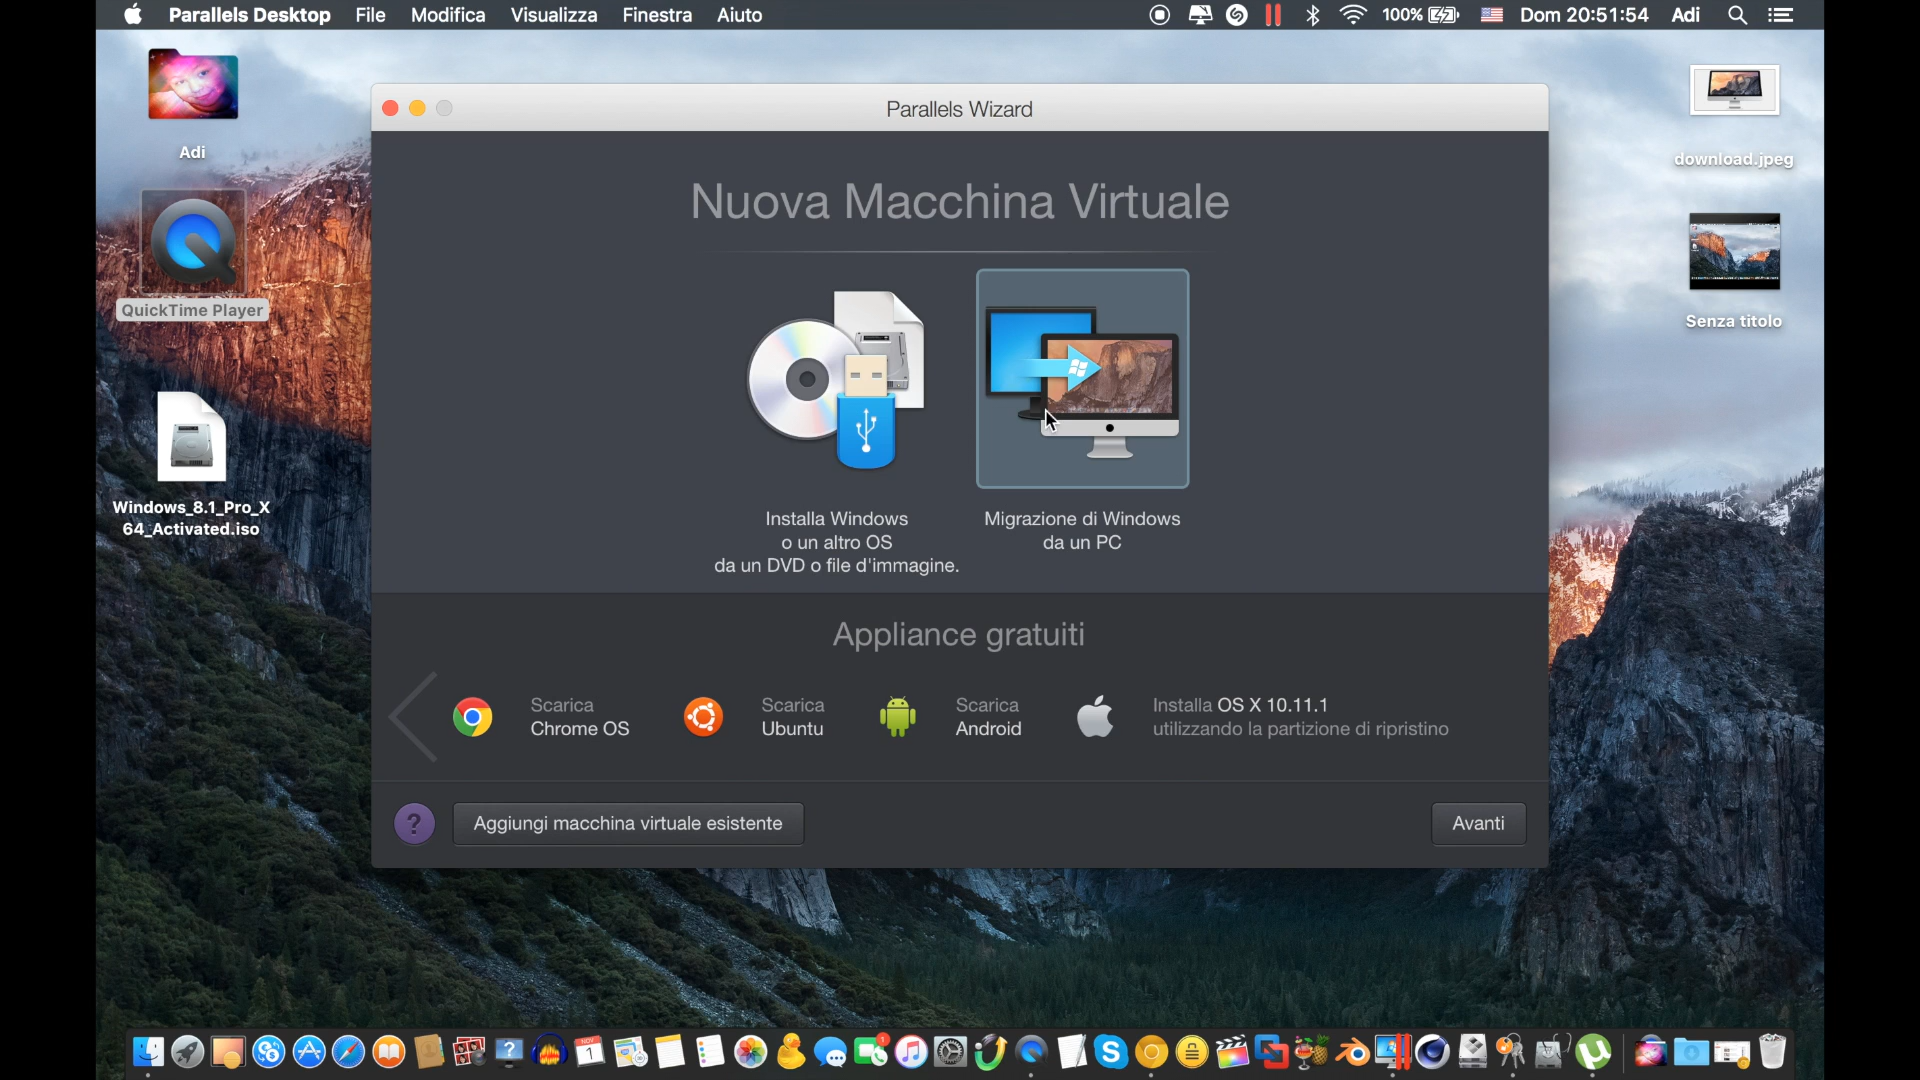 Parallels Desktop File Modifica Visualizza Finestra Aiuto
100% Dom 20:51:54 Adi
Parallels Wizard
Adi
QuickTime Player
Windows_8.1_Pro_X
64_Activated.iso
download.jpeg
Senza titolo
Nuova Macchina Virtuale
Installa Windows
o un altro OS
da un DVD o file d'immagine.
Migrazione di Windows
da un PC
Appliance gratuiti
Scarica
Chrome OS
Scarica
Ubuntu
Scarica
Android
Installa OS X 10.11.1
utilizzando la partizione di ripristino
?
Aggiungi macchina virtuale esistente
Avanti
NOV
1
1